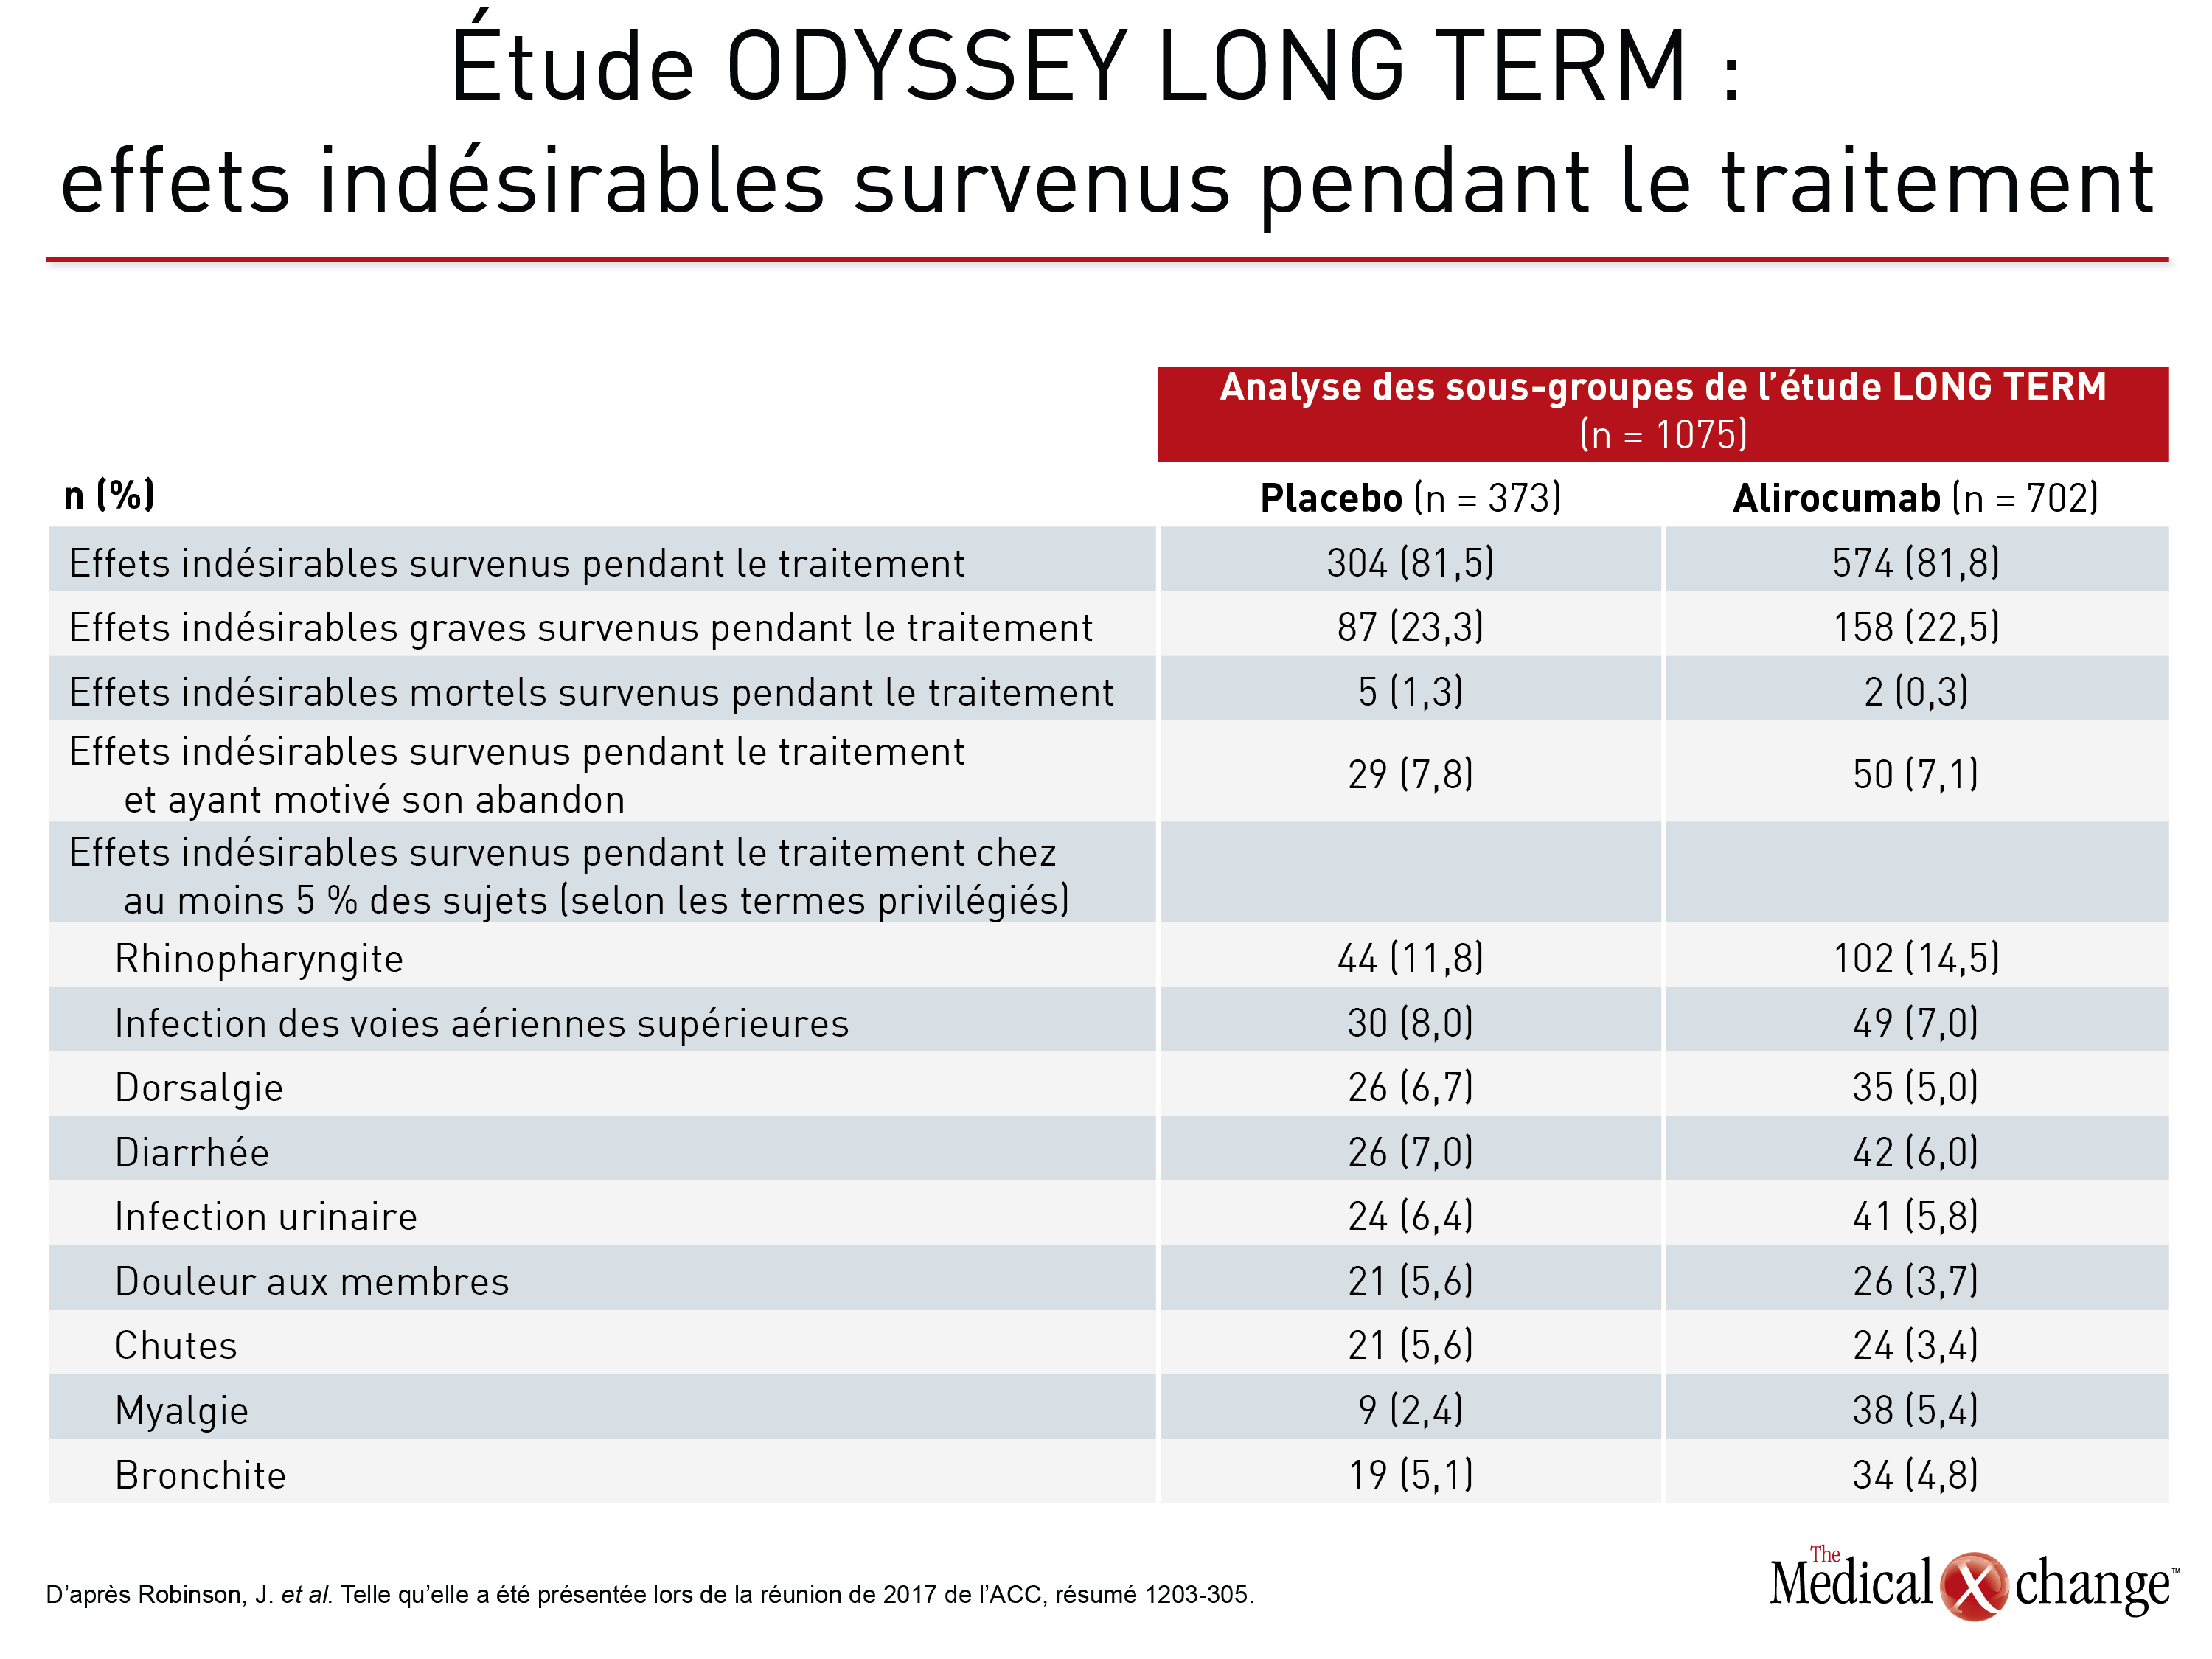 Étude ODYSSEY LONG TERM :
effets indésirables survenus pendant le traitement
Analyse des sous-groupes de l’étude LONG TERM
(n = 1075)
n (%) Placebo (n = 373) Alirocumab (n = 702)
Effets indésirables survenus pendant le traitement 304 (81,5) 574 (81,8)
Effets indésirables graves survenus pendant le traitement 87 (23,3) 158 (22,5)
Effets indésirables mortels survenus pendant le traitement 5 (1,3) 2 (0,3)
Effets indésirables survenus pendant le traitement
et ayant motivé son abandon 29 (7,8) 50 (7,1)
Effets indésirables survenus pendant le traitement chez
au moins 5 % des sujets (selon les termes privilégiés)
Rhinopharyngite 44 (11,8) 102 (14,5)
Infection des voies aériennes supérieures 30 (8,0) 49 (7,0)
Dorsalgie 26 (6,7) 35 (5,0)
Diarrhée 26 (7,0) 42 (6,0)
Infection urinaire 24 (6,4) 41 (5,8)
Douleur aux membres 21 (5,6) 26 (3,7)
Chutes 21 (5,6) 24 (3,4)
Myalgie 9 (2,4) 38 (5,4)
Bronchite 19 (5,1) 34 (4,8)
D’après Robinson, J. et al. Telle qu’elle a été présentée lors de la réunion de 2017 de l’ACC, résumé 1203-305.
The
Medical Xchange™